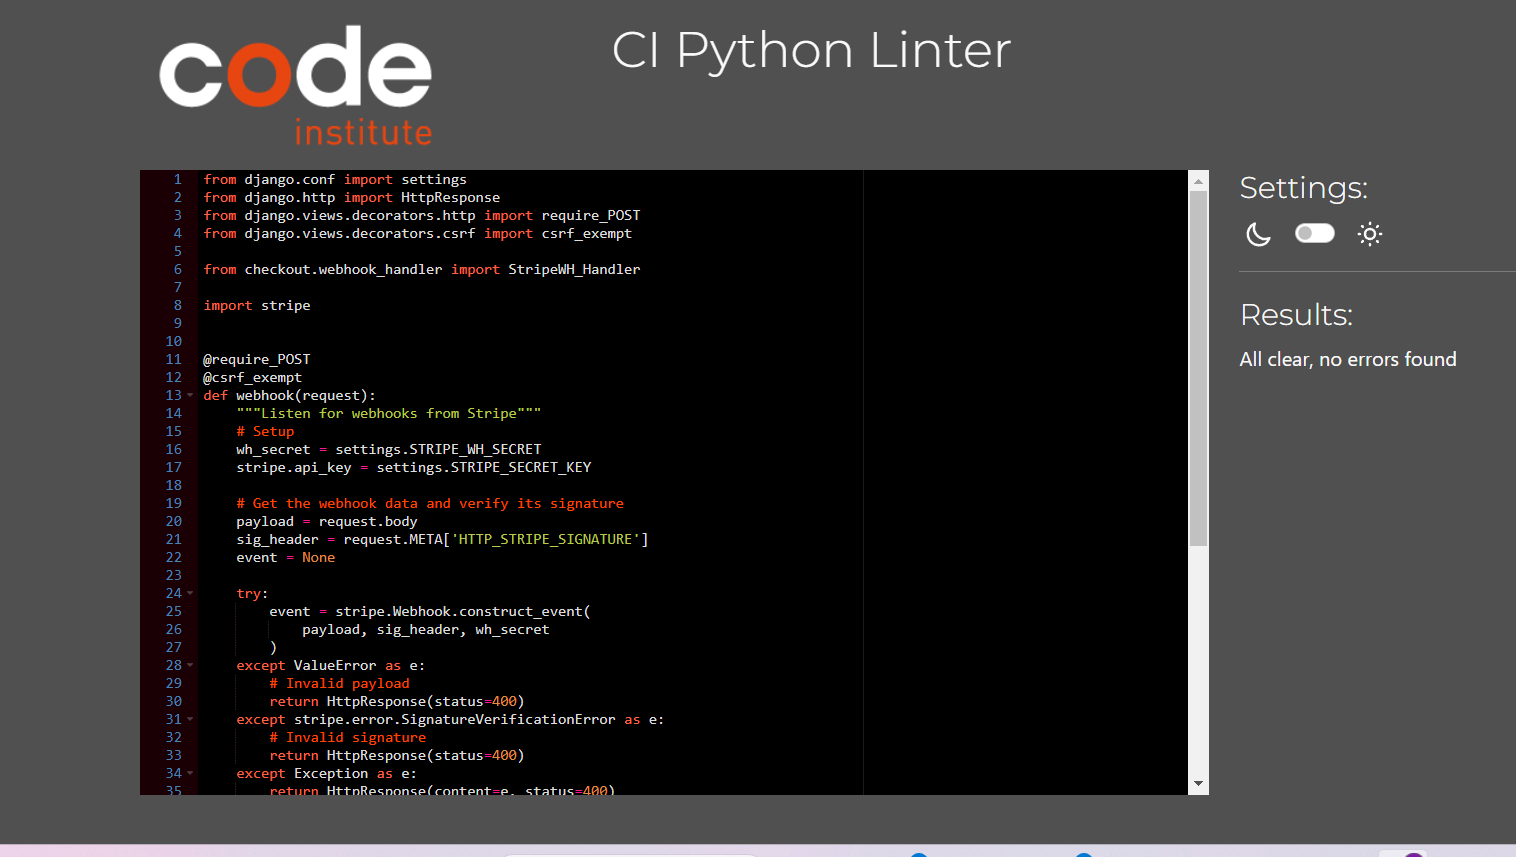 code
institute
CI Python Linter
1 from django.conf import settings
2 from django.http import HttpResponse
3 from django.views.decorators.http import require_POST
4 from django.views.decorators.csrf import csrf_exempt
5
6 from checkout.webhook_handler import StripeWH_Handler
7
8 import stripe
9
10
11 @require_POST
12 @csrf_exempt
13 def webhook(request):
14     """Listen for webhooks from Stripe"""
15     # Setup
16     wh_secret = settings.STRIPE_WH_SECRET
17     stripe.api_key = settings.STRIPE_SECRET_KEY
18
19     # Get the webhook data and verify its signature
20     payload = request.body
21     sig_header = request.META['HTTP_STRIPE_SIGNATURE']
22     event = None
23
24     try:
25         event = stripe.Webhook.construct_event(
26             payload, sig_header, wh_secret
27         )
28     except ValueError as e:
29         # Invalid payload
30         return HttpResponse(status=400)
31     except stripe.error.SignatureVerificationError as e:
32         # Invalid signature
33         return HttpResponse(status=400)
34     except Exception as e:
35         return HttpResponse(content=e, status=400)
Settings:
Results:
All clear, no errors found